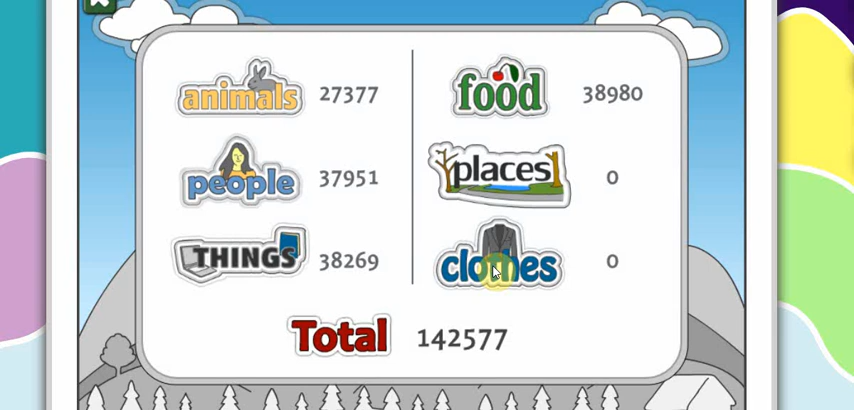 animals 27377
food 38980
people 37951
places 0
THINGS 38269
clothes 0
Total 142577